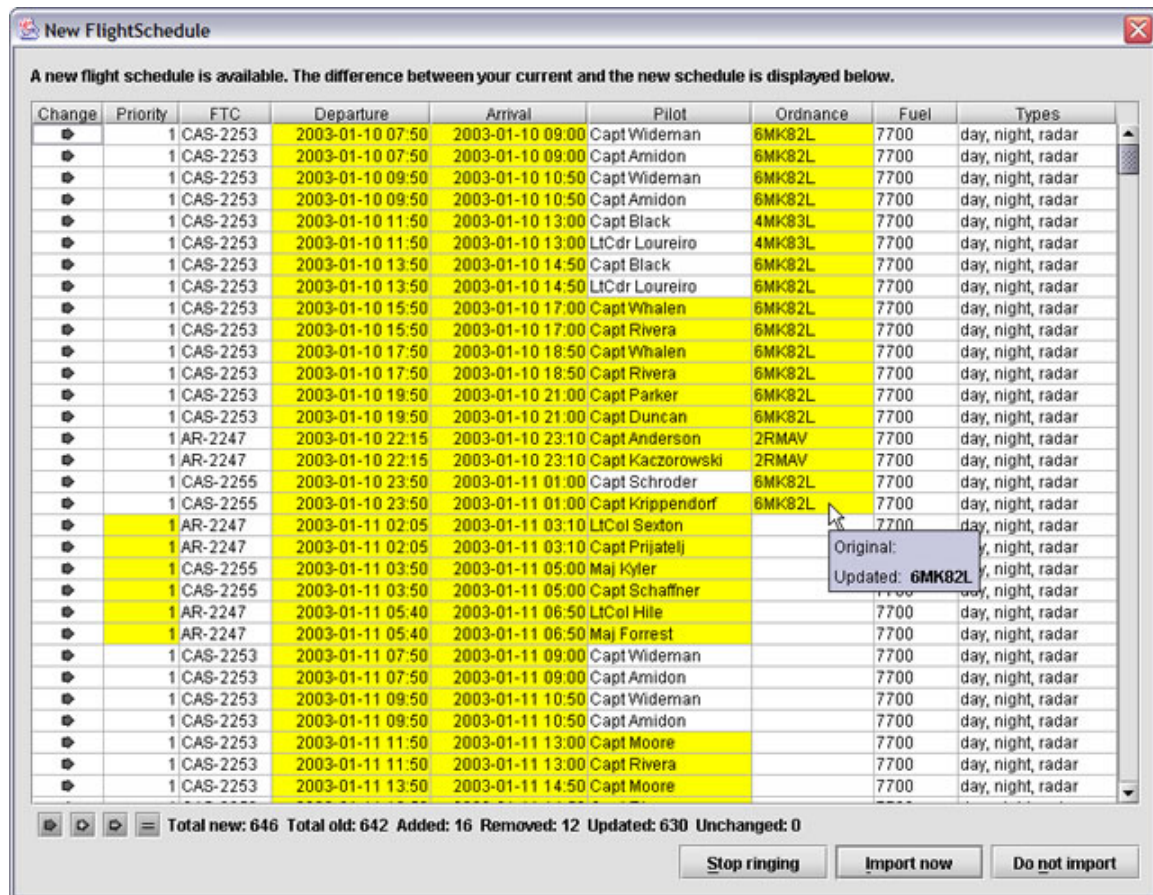 New FlightSchedule
A new flight schedule is available. The difference between your current and the new schedule is displayed below.
Change Priority FTC Departure Arrival Pilot Ordnance Fuel Types
1 CAS-2253 2003-01-10 07:50 2003-01-10 09:00 Capt Wideman 6MK82L 7700 day, night, radar
1 CAS-2253 2003-01-10 07:50 2003-01-10 09:00 Capt Amidon 6MK82L 7700 day, night, radar
1 CAS-2253 2003-01-10 09:50 2003-01-10 10:50 Capt Wideman 6MK82L 7700 day, night, radar
1 CAS-2253 2003-01-10 09:50 2003-01-10 10:50 Capt Amidon 6MK82L 7700 day, night, radar
1 CAS-2253 2003-01-10 11:50 2003-01-10 13:00 Capt Black 4MK83L 7700 day, night, radar
1 CAS-2253 2003-01-10 11:50 2003-01-10 13:00 LtCdr Loureiro 4MK83L 7700 day, night, radar
1 CAS-2253 2003-01-10 13:50 2003-01-10 14:50 Capt Black 6MK82L 7700 day, night, radar
1 CAS-2253 2003-01-10 13:50 2003-01-10 14:50 LtCdr Loureiro 6MK82L 7700 day, night, radar
1 CAS-2253 2003-01-10 15:50 2003-01-10 17:00 Capt Whalen 6MK82L 7700 day, night, radar
1 CAS-2253 2003-01-10 15:50 2003-01-10 17:00 Capt Rivera 6MK82L 7700 day, night, radar
1 CAS-2253 2003-01-10 17:50 2003-01-10 18:50 Capt Whalen 6MK82L 7700 day, night, radar
1 CAS-2253 2003-01-10 17:50 2003-01-10 18:50 Capt Rivera 6MK82L 7700 day, night, radar
1 CAS-2253 2003-01-10 19:50 2003-01-10 21:00 Capt Parker 6MK82L 7700 day, night, radar
1 CAS-2253 2003-01-10 19:50 2003-01-10 21:00 Capt Duncan 6MK82L 7700 day, night, radar
1 AR-2247 2003-01-10 22:15 2003-01-10 23:10 Capt Anderson 2RMAV 7700 day, night, radar
1 AR-2247 2003-01-10 22:15 2003-01-10 23:10 Capt Kaczorowski 2RMAV 7700 day, night, radar
1 CAS-2255 2003-01-10 23:50 2003-01-11 01:00 Capt Schroder 6MK82L 7700 day, night, radar
1 CAS-2255 2003-01-10 23:50 2003-01-11 01:00 Capt Krippendorf 6MK82L 7700 day, night, radar
1 AR-2247 2003-01-11 02:05 2003-01-11 03:10 LtCol Sexton 7700 day, night, radar
1 AR-2247 2003-01-11 02:05 2003-01-11 03:10 Capt Prijatelj night, radar
Original:
1 CAS-2255 2003-01-11 03:50 2003-01-11 05:00 Maj Kyler night, radar
Updated: 6MK82L
1 CAS-2255 2003-01-11 03:50 2003-01-11 05:00 Capt Schaffner night, radar
1 AR-2247 2003-01-11 05:40 2003-01-11 06:50 LtCol Hile 7700 day, night, radar
1 AR-2247 2003-01-11 05:40 2003-01-11 06:50 Maj Forrest 7700 day, night, radar
1 CAS-2253 2003-01-11 07:50 2003-01-11 09:00 Capt Wideman 7700 day, night, radar
1 CAS-2253 2003-01-11 07:50 2003-01-11 09:00 Capt Amidon 7700 day, night, radar
1 CAS-2253 2003-01-11 09:50 2003-01-11 10:50 Capt Wideman 7700 day, night, radar
1 CAS-2253 2003-01-11 09:50 2003-01-11 10:50 Capt Amidon 7700 day, night, radar
1 CAS-2253 2003-01-11 11:50 2003-01-11 13:00 Capt Moore 7700 day, night, radar
1 CAS-2253 2003-01-11 11:50 2003-01-11 13:00 Capt Rivera 7700 day, night, radar
1 CAS-2253 2003-01-11 13:50 2003-01-11 14:50 Capt Moore 7700 day, night, radar
= Total new: 646 Total old: 642 Added: 16 Removed: 12 Updated: 630 Unchanged: 0
Stop ringing Import now Do not import